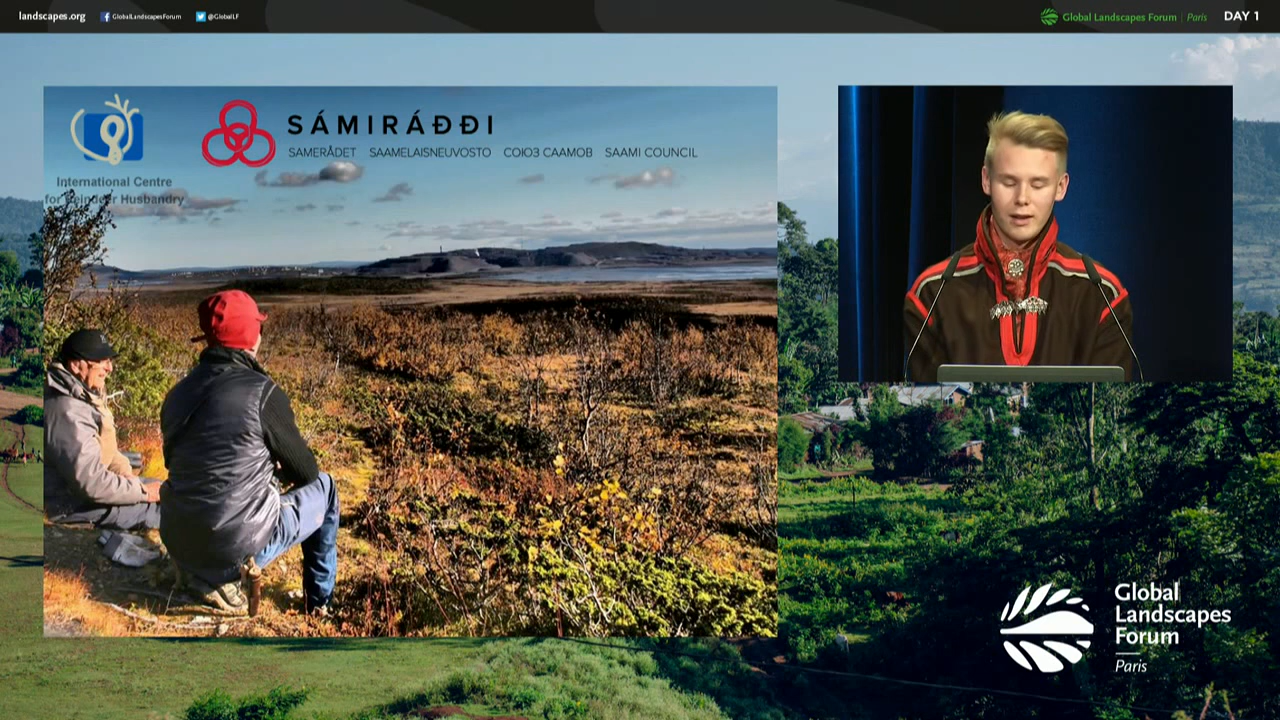 landscapes.org
GlobalLandscapesForum
@GlobalLF
Global Landscapes Forum | Paris
DAY 1
SÁMIRÁĐĐI
SAMERÅDET SAAMELAISNEUVOSTO СОЮЗ СААМОВ SAAMI COUNCIL
International Centre
for Reindeer Husbandry
Global
Landscapes
Forum
Paris